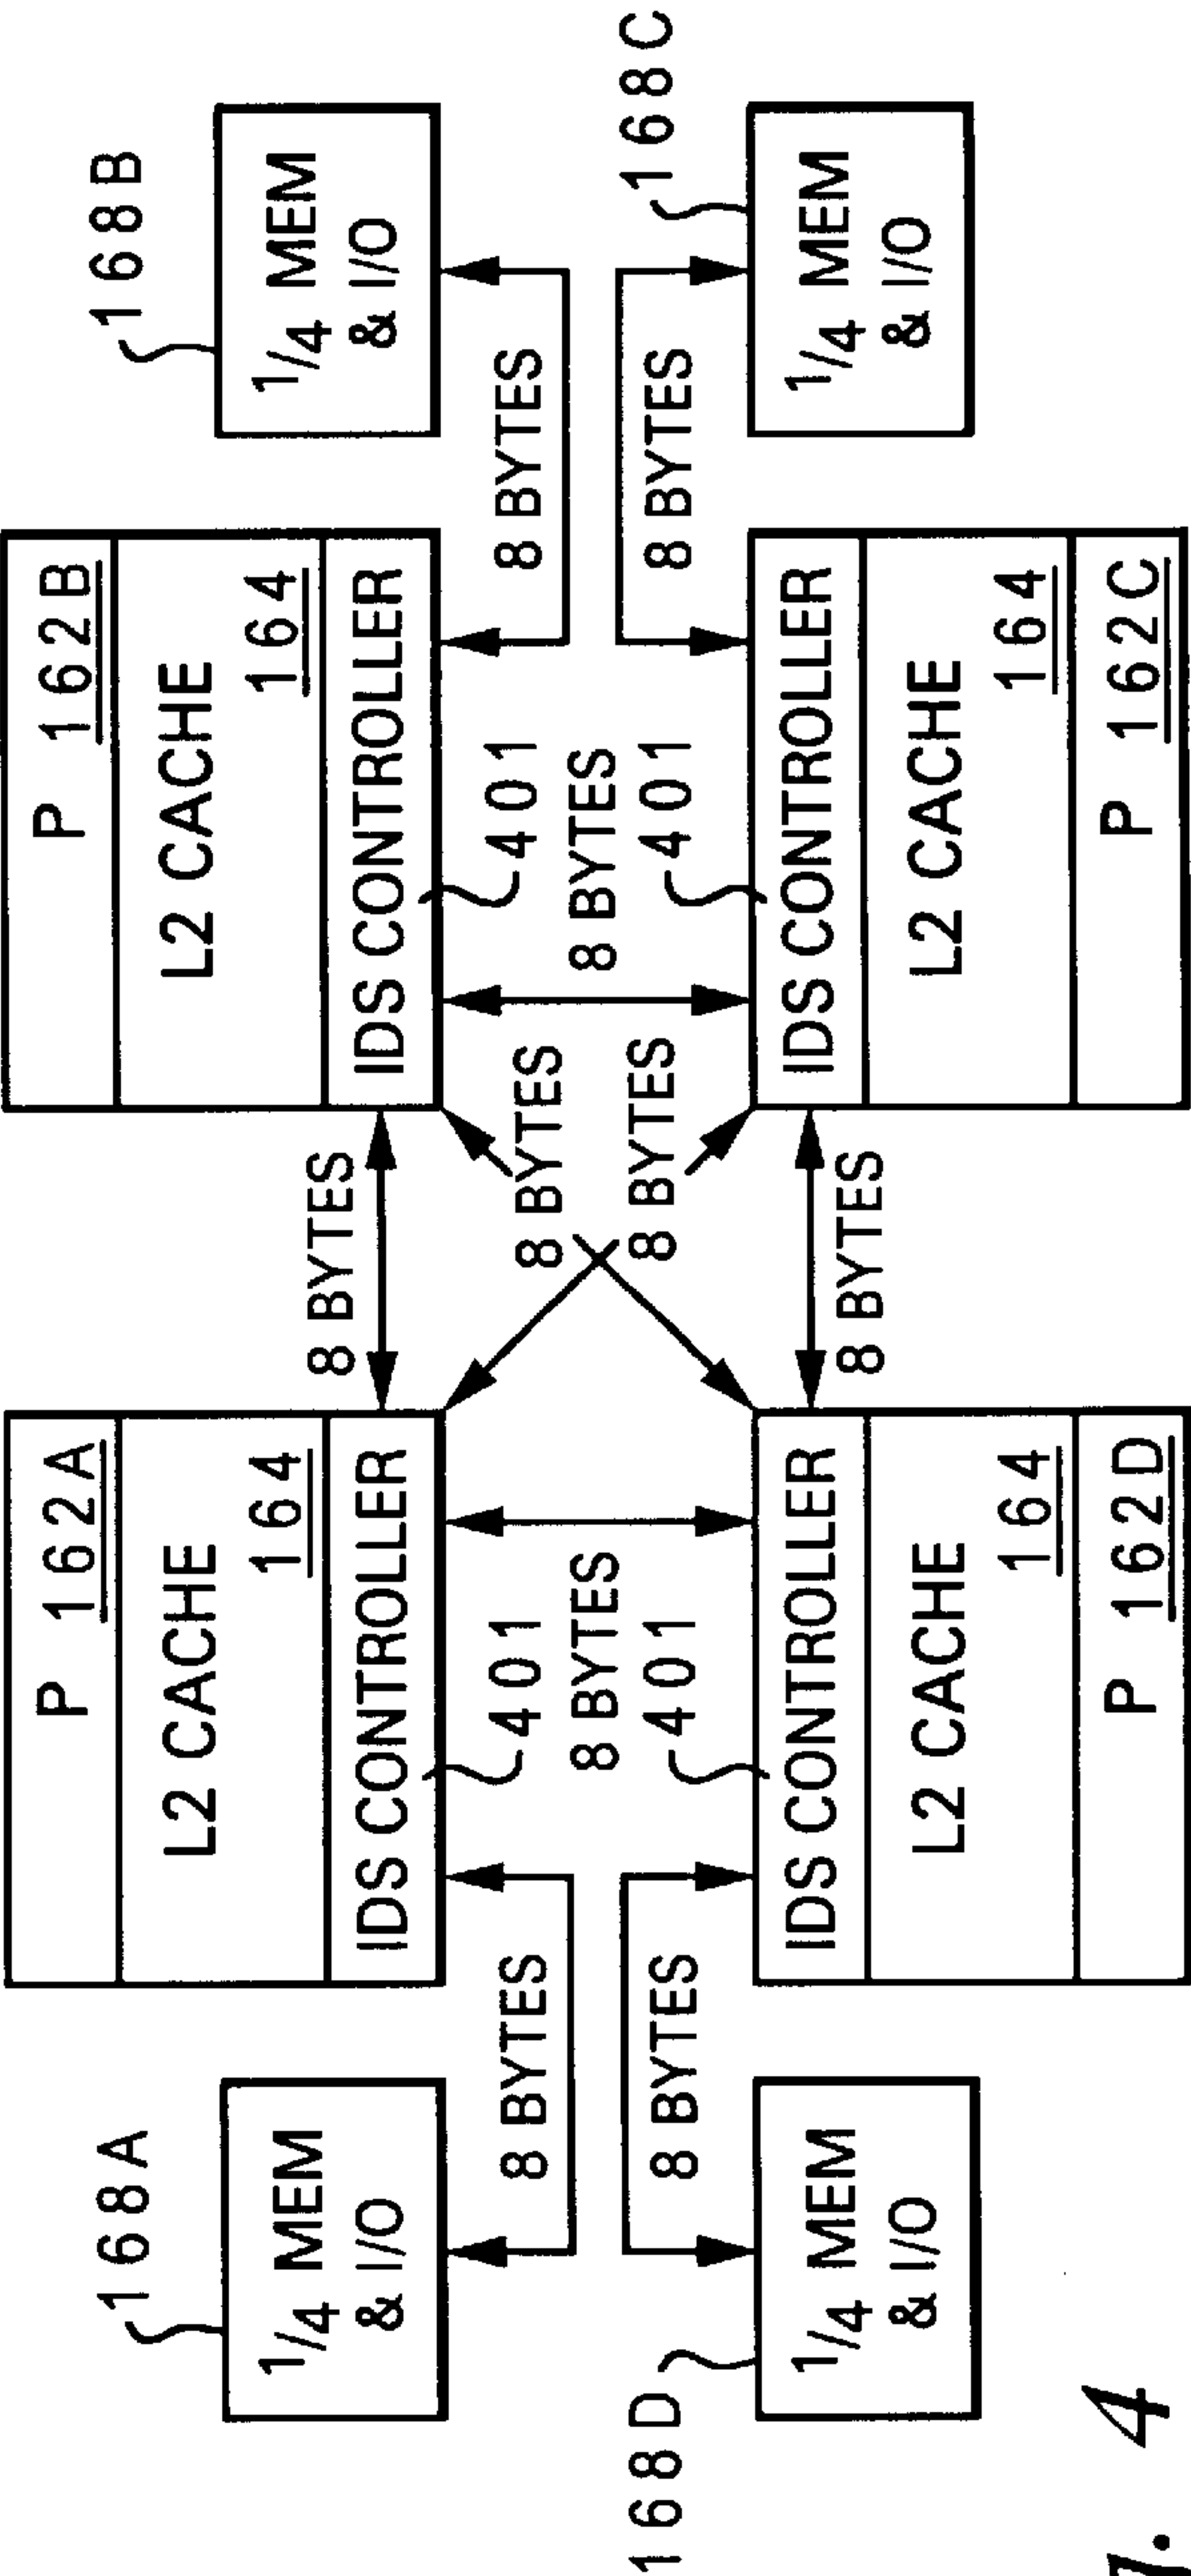 P 162A
L2 CACHE
164
IDS CONTROLLER
P 162B
L2 CACHE
164
IDS CONTROLLER
168A
1/4 MEM
& I/O
8 BYTES
401
8 BYTES
8 BYTES
401
8 BYTES
168B
1/4 MEM
& I/O
8 BYTES
8 BYTES
401
8 BYTES
8 BYTES
8 BYTES
401
8 BYTES
168D
1/4 MEM
& I/O
IDS CONTROLLER
L2 CACHE
164
P 162D
8 BYTES
IDS CONTROLLER
L2 CACHE
164
P 162C
168C
1/4 MEM
& I/O
4